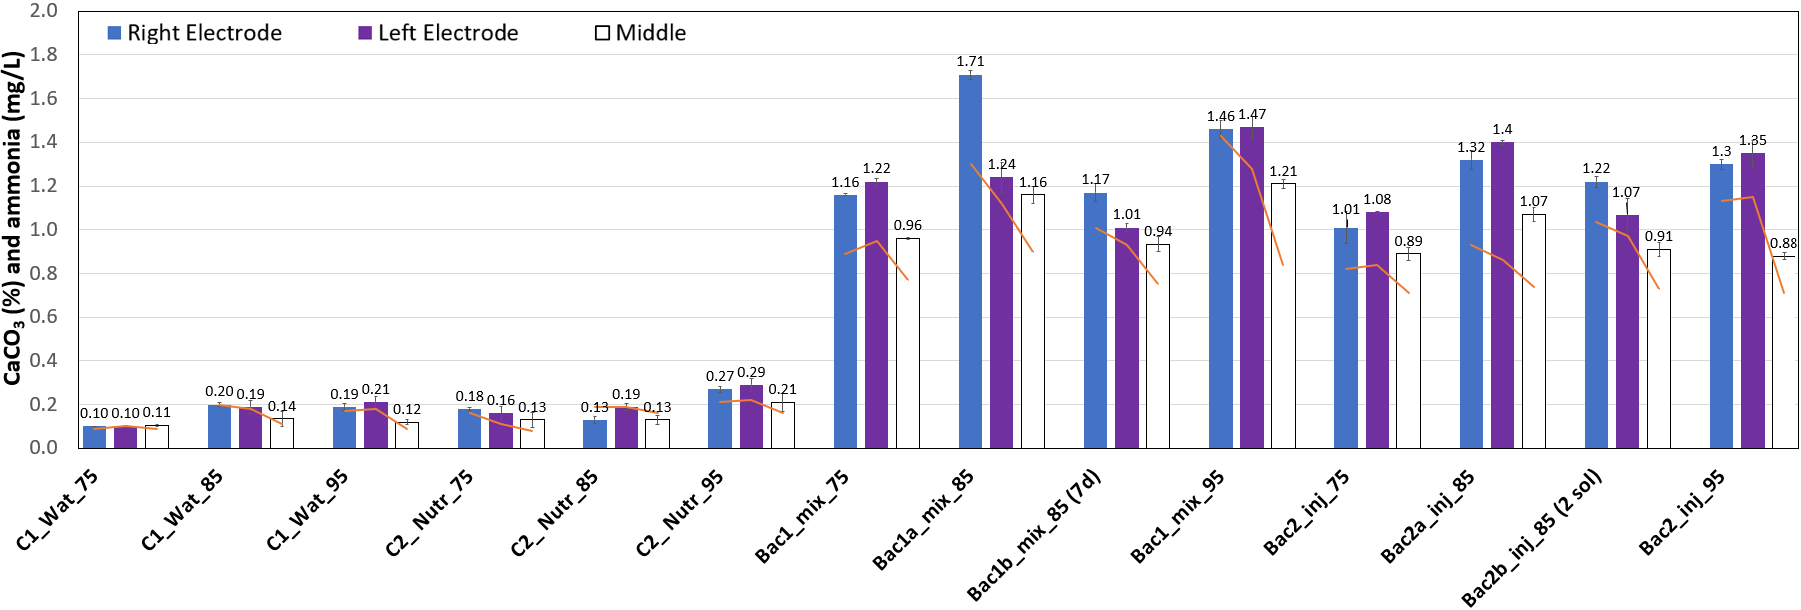 2.0
1.8
1.6
1.4
1.2
1.0
0.8
0.6
0.4
0.2
0.0
CaCO₃ (%) and ammonia (mg/L)
Right Electrode Left Electrode Middle
0.10 0.10 0.11
0.20 0.19 0.14
0.19 0.21 0.12
0.18 0.16 0.13
0.13 0.19 0.13
0.27 0.29 0.21
1.16 1.22 0.96
1.71 1.24 1.16
1.17 1.01 0.94
1.46 1.47 1.21
1.01 1.08 0.89
1.32 1.4 1.07
1.22 1.07 0.91
1.3 1.35 0.88
C1_Wat_75
C1_Wat_85
C1_Wat_95
C2_ Nutr_75
C2_ Nutr_85
C2_ Nutr_95
Bac1_mix_75
Bac1a_mix_85
Bac1b_mix_85 (7d)
Bac1_mix_95
Bac2_inj_75
Bac2a_inj_85
Bac2b_inj_85 (2 sol)
Bac2_inj_95